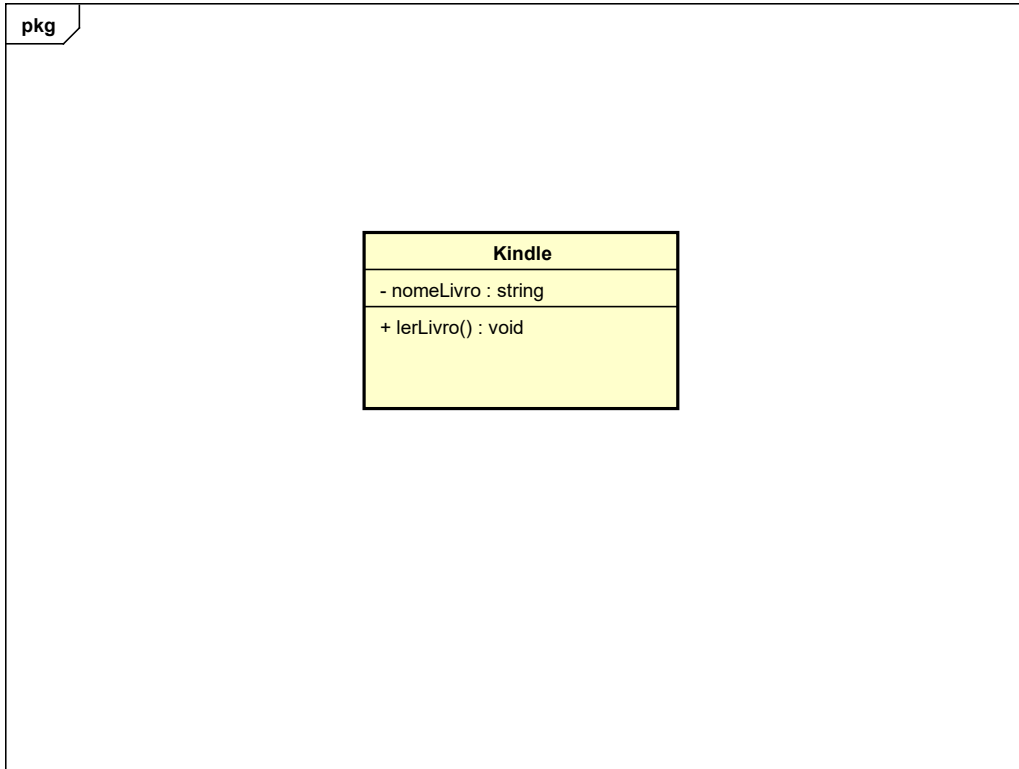 pkg
Kindle
- nomeLivro : string
+ lerLivro() : void